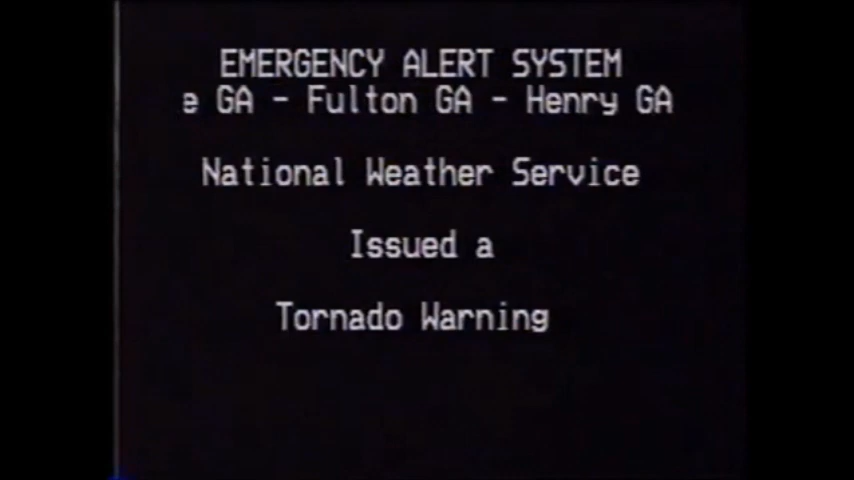 EMERGENCY ALERT SYSTEM
e GA - Fulton GA - Henry GA
National Weather Service
Issued a
Tornado Warning